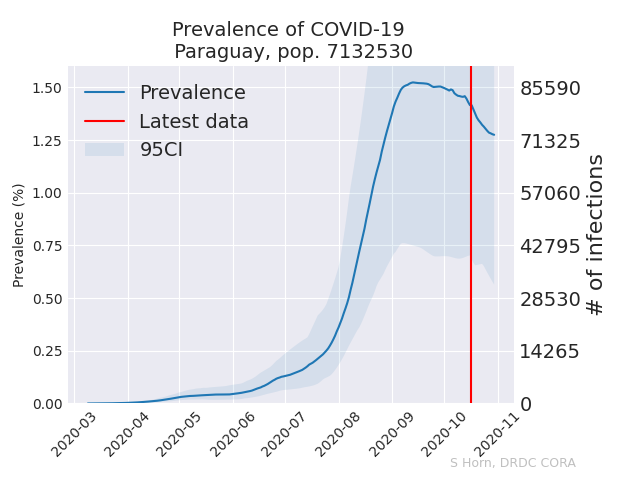 Prevalence of COVID-19
Paraguay, pop. 7132530
Prevalence
Latest data
95CI
Prevalence (%)
1.50
1.25
1.00
0.75
0.50
0.25
0.00
85590
71325
57060
42795
28530
14265
0
# of infections
2020-03
2020-04
2020-05
2020-06
2020-07
2020-08
2020-09
2020-10
2020-11
S Horn, DRDC CORA